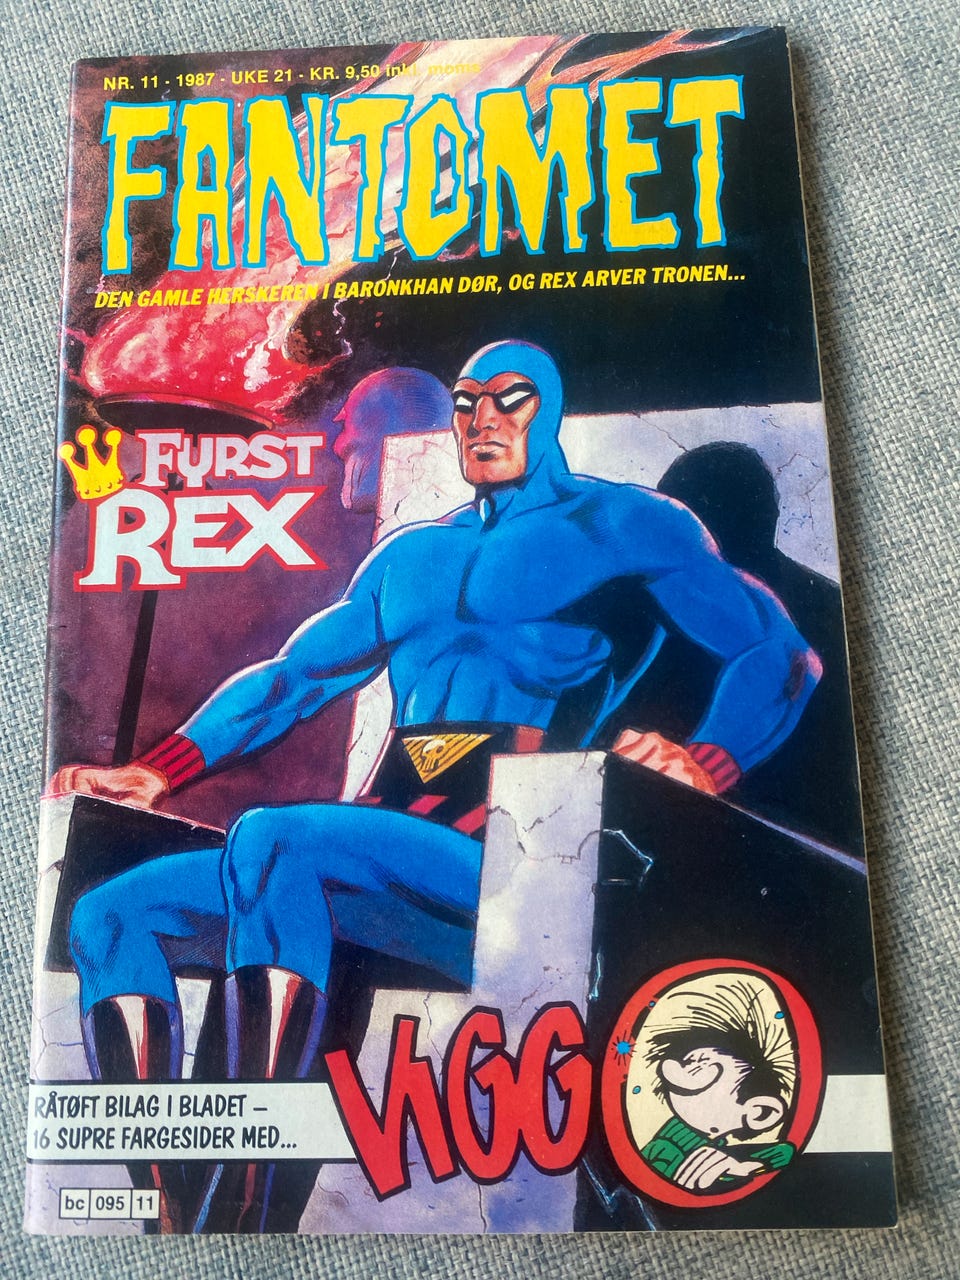 NR. 11 - 1987 - UKE 21 - KR. 9,50 inkl. moms
FANTOMET
DEN GAMLE HERSKEREN I BARONKHAN DØR, OG REX ARVER TRONEN...
FYRST
REX
RÅTØFT BILAG I BLADET –
16 SUPRE FARGESIDER MED...
VIGGO
bc 095 11